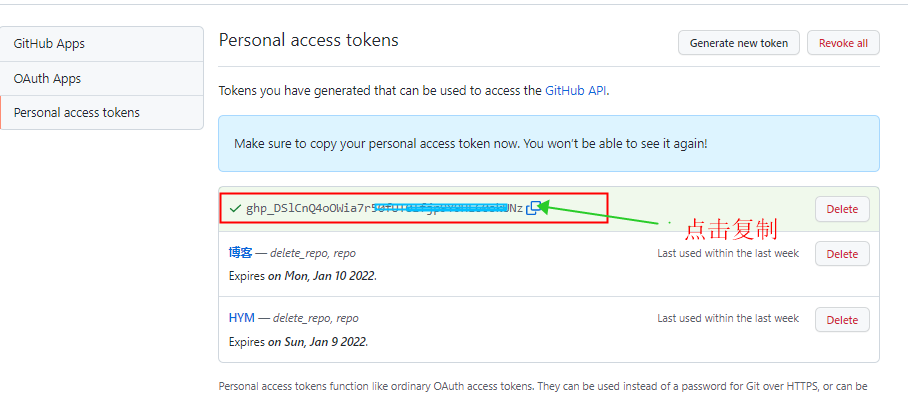 GitHub Apps
OAuth Apps
Personal access tokens
Personal access tokens
Generate new token
Revoke all
Tokens you have generated that can be used to access the GitHub API.
Make sure to copy your personal access token now. You won't be able to see it again!
Delete
点击复制
博客 — delete_repo, repo
Last used within the last week
Delete
Expires on Mon, Jan 10 2022.
HYM — delete_repo, repo
Last used within the last week
Delete
Expires on Sun, Jan 9 2022.
Personal access tokens function like ordinary OAuth access tokens. They can be used instead of a password for Git over HTTPS, or can be